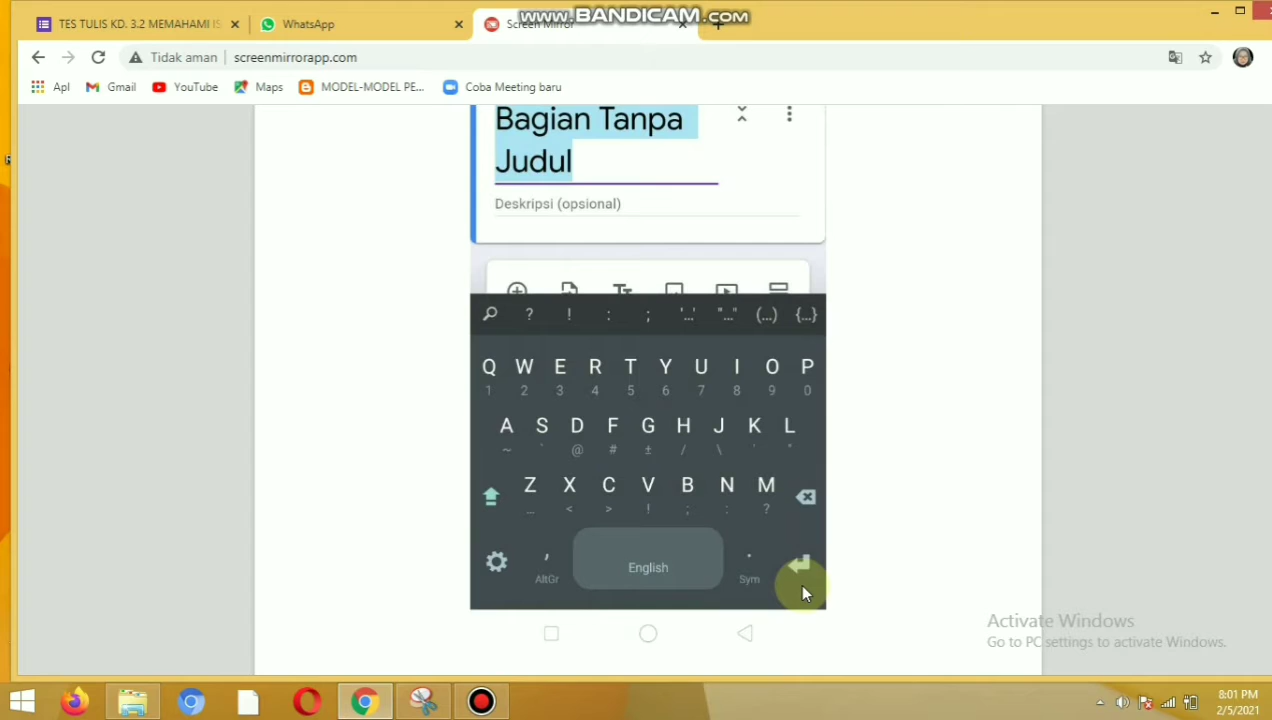 www.BANDICAM.com
TES TULIS KD. 3.2 MEMAHAMI IS
WhatsApp
Screen Mirror
Tidak aman
screenmirrorapp.com
Apl
Gmail
YouTube
Maps
MODEL-MODEL PE...
Coba Meeting baru
Bagian Tanpa
Judul
Deskripsi (opsional)
? ! : ; '...' "..." (...) {...}
Q W E R T Y U I O P
1 2 3 4 5 6 7 8 9 0
A S D F G H J K L
~ ` @ # ± / \ ' "
Z X C V B N M
... < > ! ; : ?
, English .
AltGr Sym
Activate Windows
Go to PC settings to activate Windows.
8:01 PM
2/5/2021